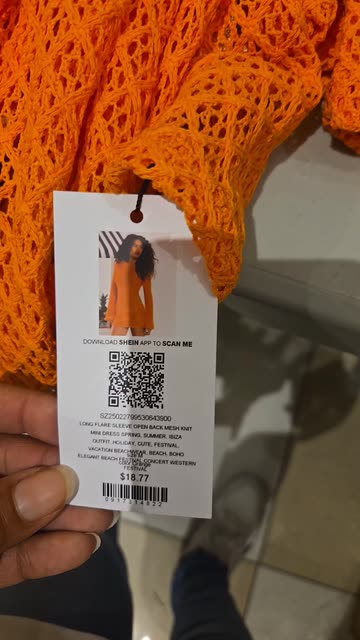 DOWNLOAD SHEIN APP TO SCAN ME
SZ25022799530643900
LONG FLARE SLEEVE OPEN BACK MESH KNIT
MINI DRESS SPRING, SUMMER, IBIZA
OUTFIT, HOLIDAY, CUTE, FESTIVAL,
VACATION BEACHWEAR, BEACH, BOHO
ELEGANT BEACH FESTIVAL CONCERT WESTERN
FESTIVAL
$18.77